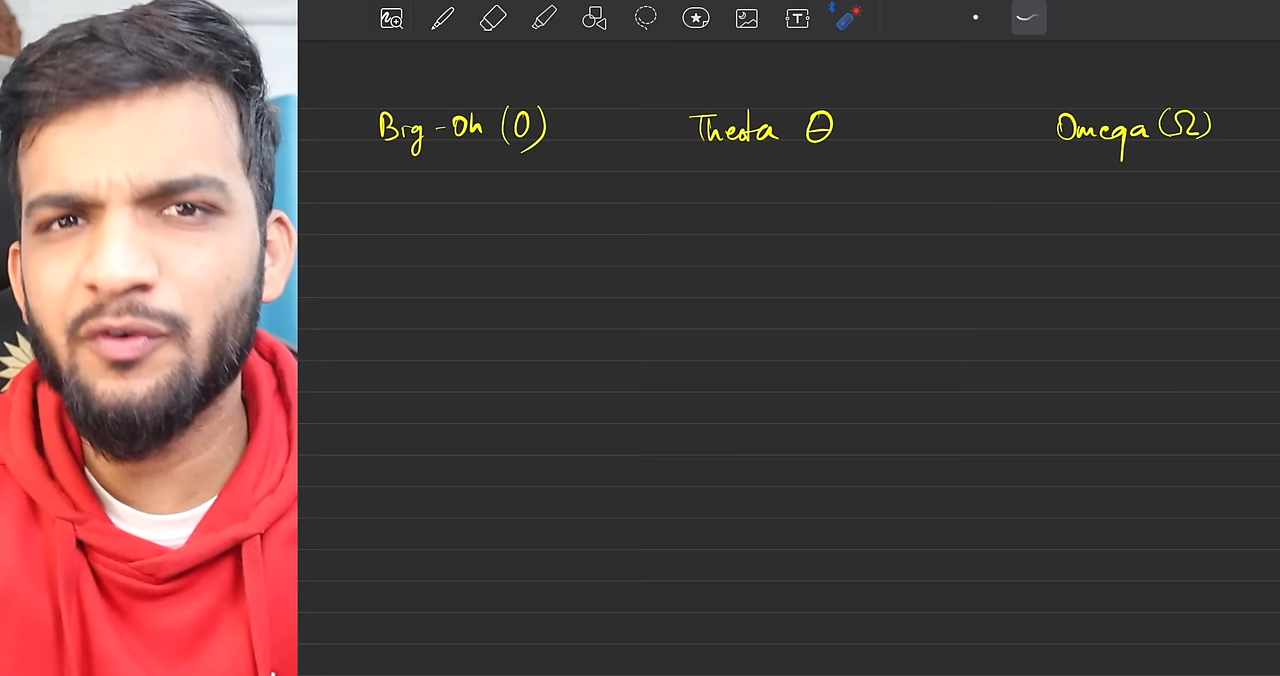 Big-Oh (O) Theta Θ Omega (Ω)